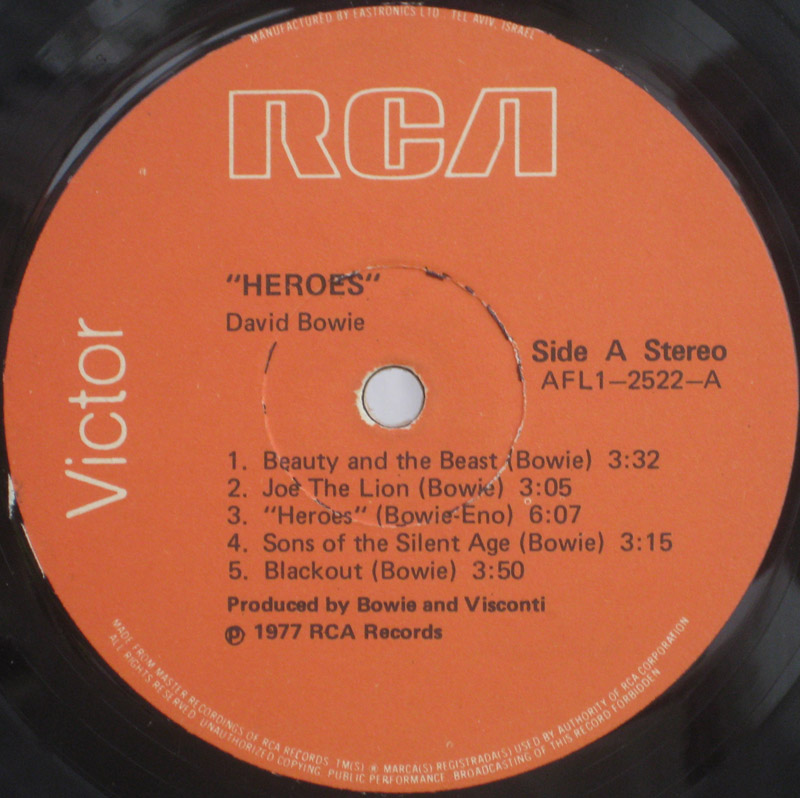 MANUFACTURED BY EASTRONICS LTD · TEL AVIV, ISRAEL
RCA
Victor
"HEROES"
David Bowie
Side A Stereo
AFL1-2522-A
1. Beauty and the Beast (Bowie) 3:32
2. Joe The Lion (Bowie) 3:05
3. "Heroes" (Bowie-Eno) 6:07
4. Sons of the Silent Age (Bowie) 3:15
5. Blackout (Bowie) 3:50
Produced by Bowie and Visconti
℗ 1977 RCA Records
MADE FROM MASTER RECORDINGS OF RCA RECORDS. TM(S) ® MARCA(S) REGISTRADA(S) USED BY AUTHORITY OF RCA CORPORATION
ALL RIGHTS RESERVED. UNAUTHORIZED COPYING, PUBLIC PERFORMANCE. BROADCASTING OF THIS RECORD FORBIDDEN